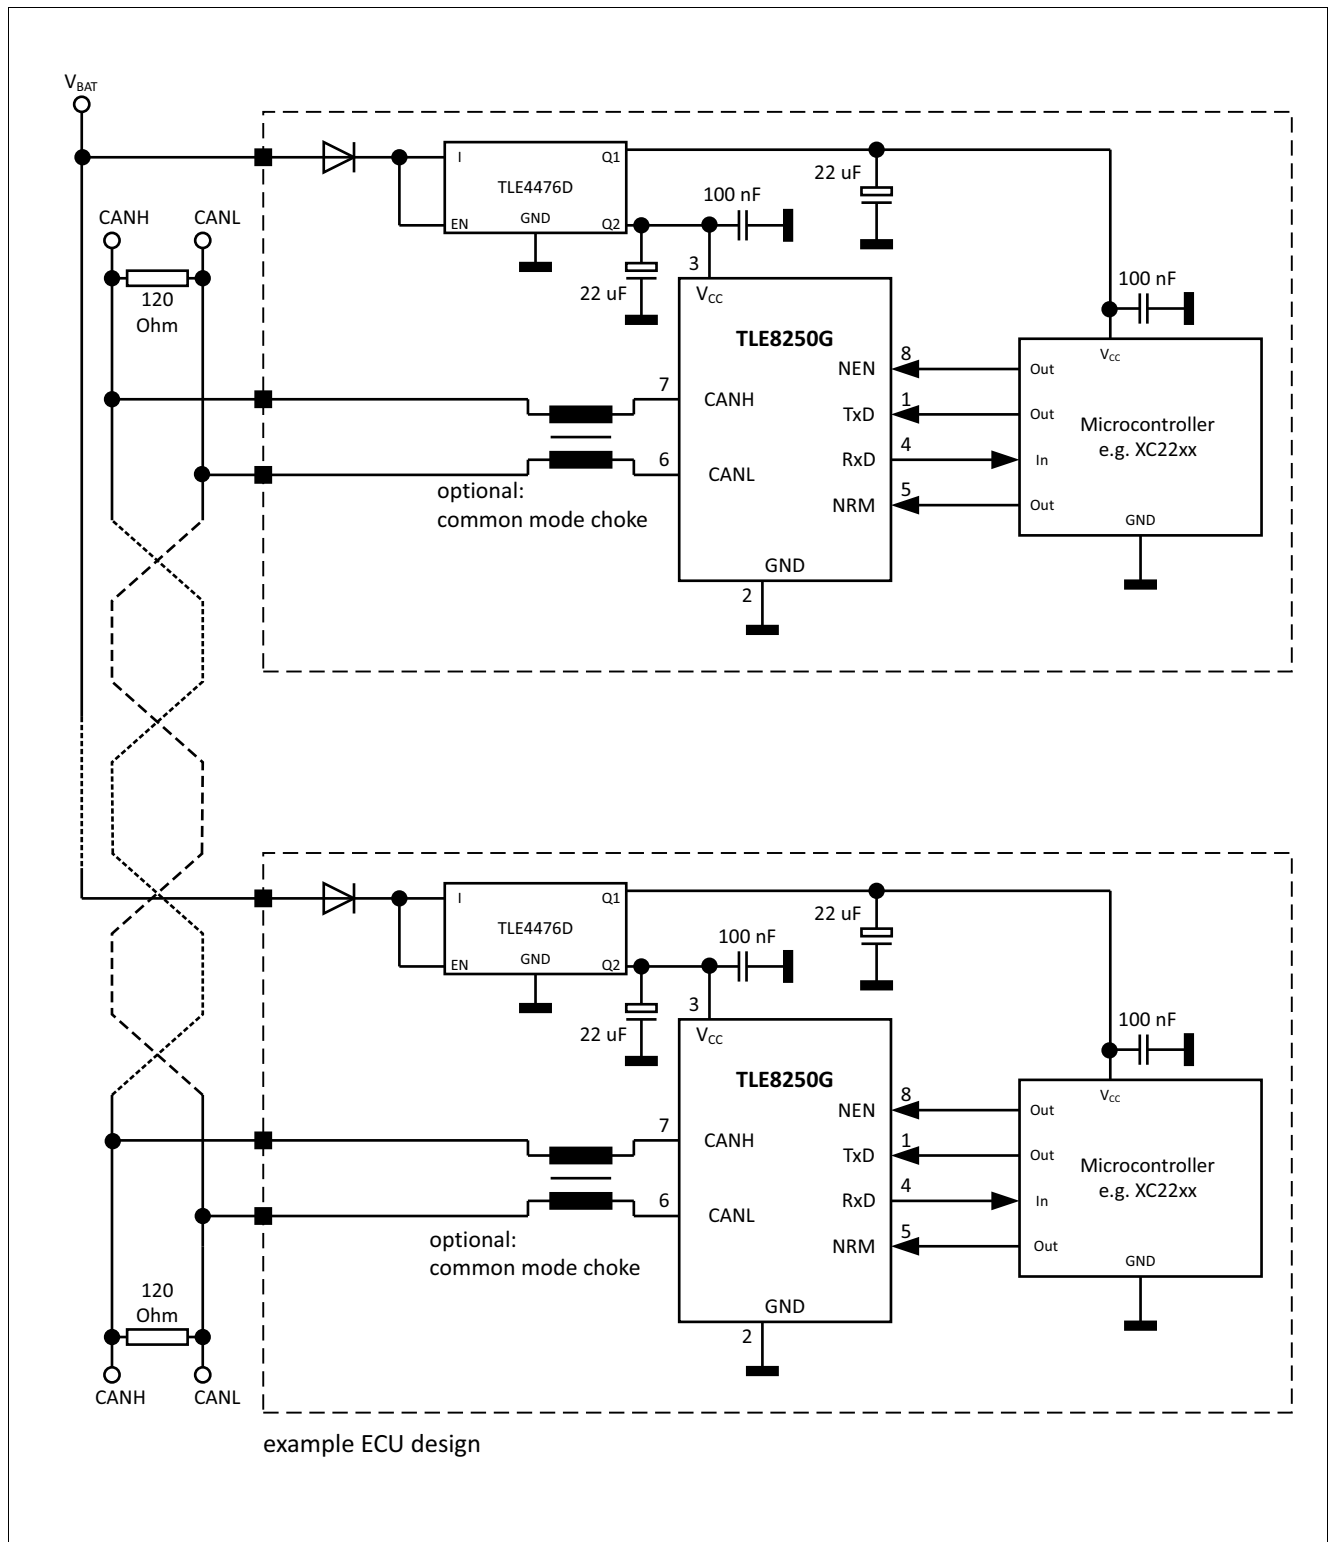 VBAT
I
Q1
TLE4476D
22 uF
100 nF
CANH
CANL
EN
GND
Q2
3
22 uF
VCC
100 nF
120
Ohm
TLE8250G
VCC
NEN
8
Out
7
CANH
TxD
1
Out
Microcontroller
e.g. XC22xx
6
CANL
RxD
4
In
optional:
common mode choke
NRM
5
Out
GND
GND
2
I
Q1
TLE4476D
22 uF
100 nF
EN
GND
Q2
3
22 uF
VCC
100 nF
TLE8250G
VCC
NEN
8
Out
7
CANH
TxD
1
Out
Microcontroller
e.g. XC22xx
6
CANL
RxD
4
In
optional:
common mode choke
NRM
5
Out
GND
120
Ohm
GND
2
CANH
CANL
example ECU design